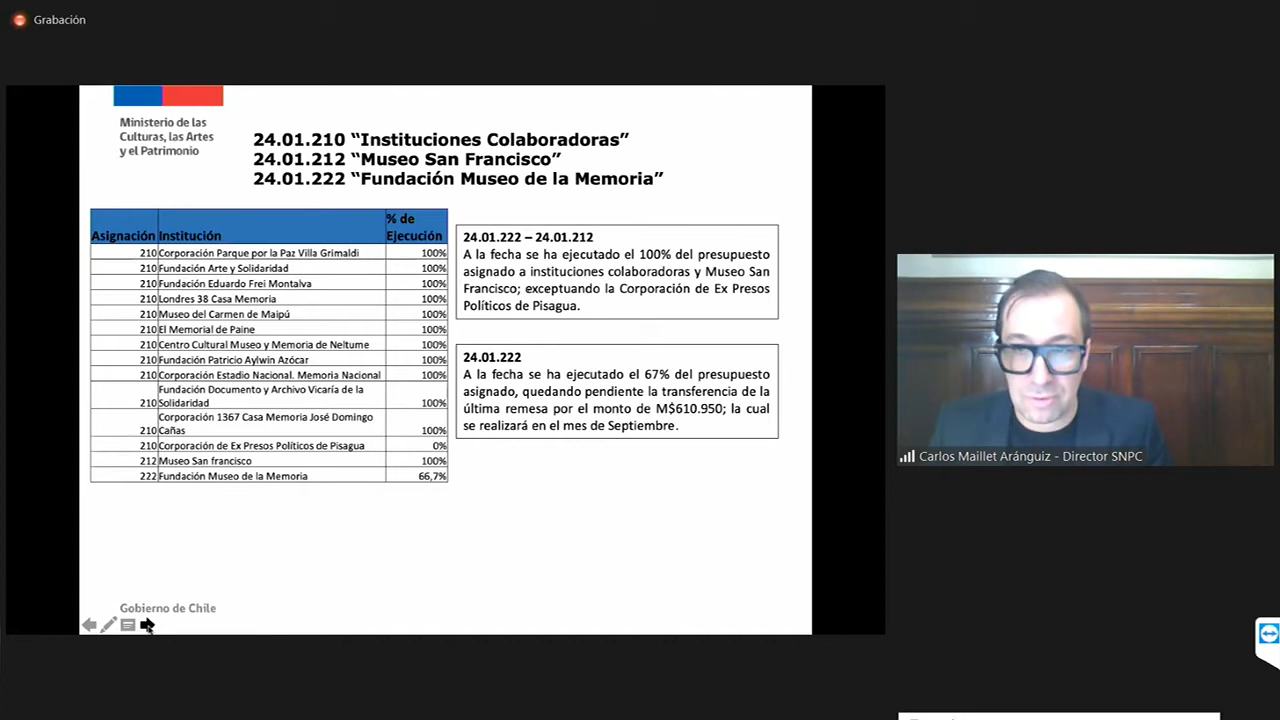 Grabación
Ministerio de las
Culturas, las Artes
y el Patrimonio
24.01.210 “Instituciones Colaboradoras”
24.01.212 “Museo San Francisco”
24.01.222 “Fundación Museo de la Memoria”
Asignación Institución % de Ejecución
210 Corporación Parque por la Paz Villa Grimaldi 100%
210 Fundación Arte y Solidaridad 100%
210 Fundación Eduardo Frei Montalva 100%
210 Londres 38 Casa Memoria 100%
210 Museo del Carmen de Maipú 100%
210 El Memorial de Paine 100%
210 Centro Cultural Museo y Memoria de Neltume 100%
210 Fundación Patricio Aylwin Azócar 100%
210 Corporación Estadio Nacional. Memoria Nacional 100%
Fundación Documento y Archivo Vicaría de la
210 Solidaridad 100%
Corporación 1367 Casa Memoria José Domingo
210 Cañas 100%
210 Corporación de Ex Presos Políticos de Pisagua 0%
212 Museo San francisco 100%
222 Fundación Museo de la Memoria 66,7%
24.01.222 – 24.01.212
A la fecha se ha ejecutado el 100% del presupuesto
asignado a instituciones colaboradoras y Museo San
Francisco; exceptuando la Corporación de Ex Presos
Políticos de Pisagua.
24.01.222
A la fecha se ha ejecutado el 67% del presupuesto
asignado, quedando pendiente la transferencia de la
última remesa por el monto de M$610.950; la cual
se realizará en el mes de Septiembre.
Gobierno de Chile
Carlos Maillet Aránguiz - Director SNPC